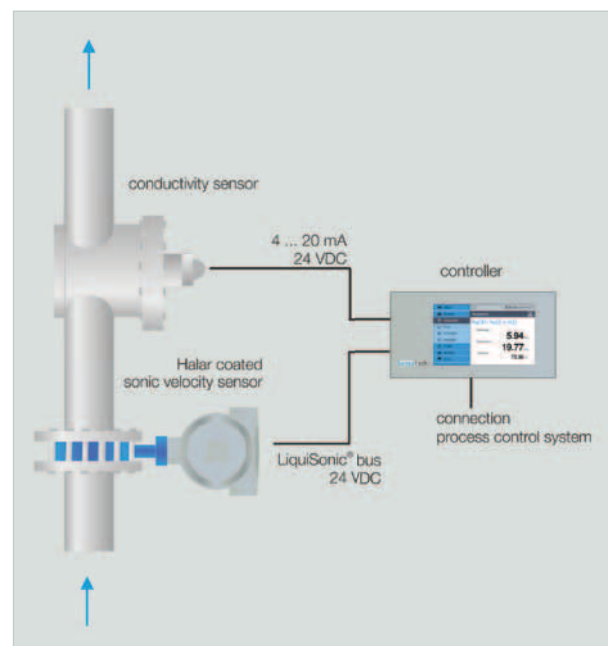 conductivity sensor
4 ... 20 mA
24 VDC
controller
5.94
19.77
Halar coated
sonic velocity sensor
connection
process control system
LiquiSonic® bus
24 VDC